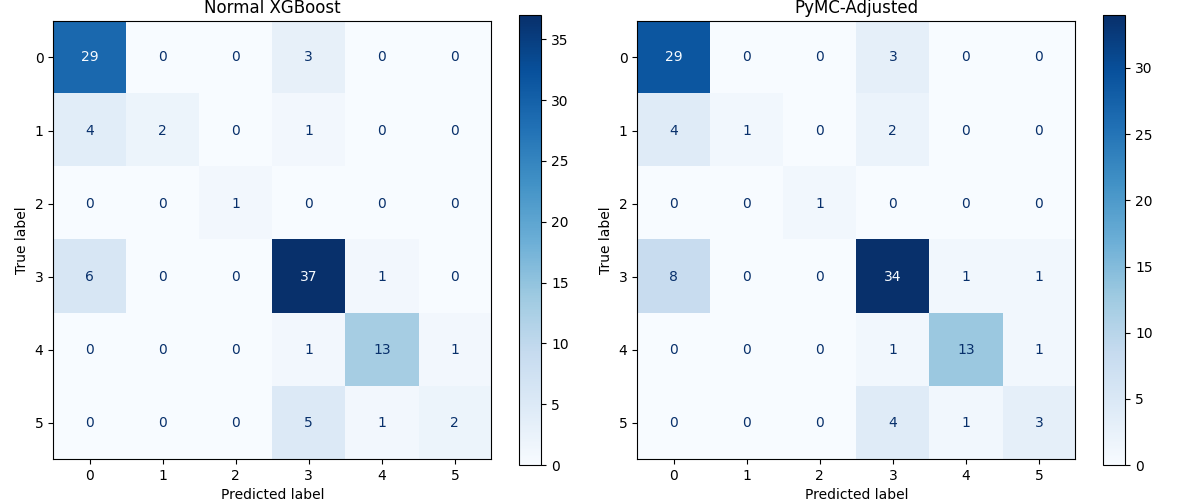 Normal XGBoost
True label
0 29 0 0 3 0 0
1 4 2 0 1 0 0
2 0 0 1 0 0 0
3 6 0 0 37 1 0
4 0 0 0 1 13 1
5 0 0 0 5 1 2
0 1 2 3 4 5
Predicted label
35
30
25
20
15
10
5
0
PyMC-Adjusted
True label
0 29 0 0 3 0 0
1 4 1 0 2 0 0
2 0 0 1 0 0 0
3 8 0 0 34 1 1
4 0 0 0 1 13 1
5 0 0 0 4 1 3
0 1 2 3 4 5
Predicted label
30
25
20
15
10
5
0